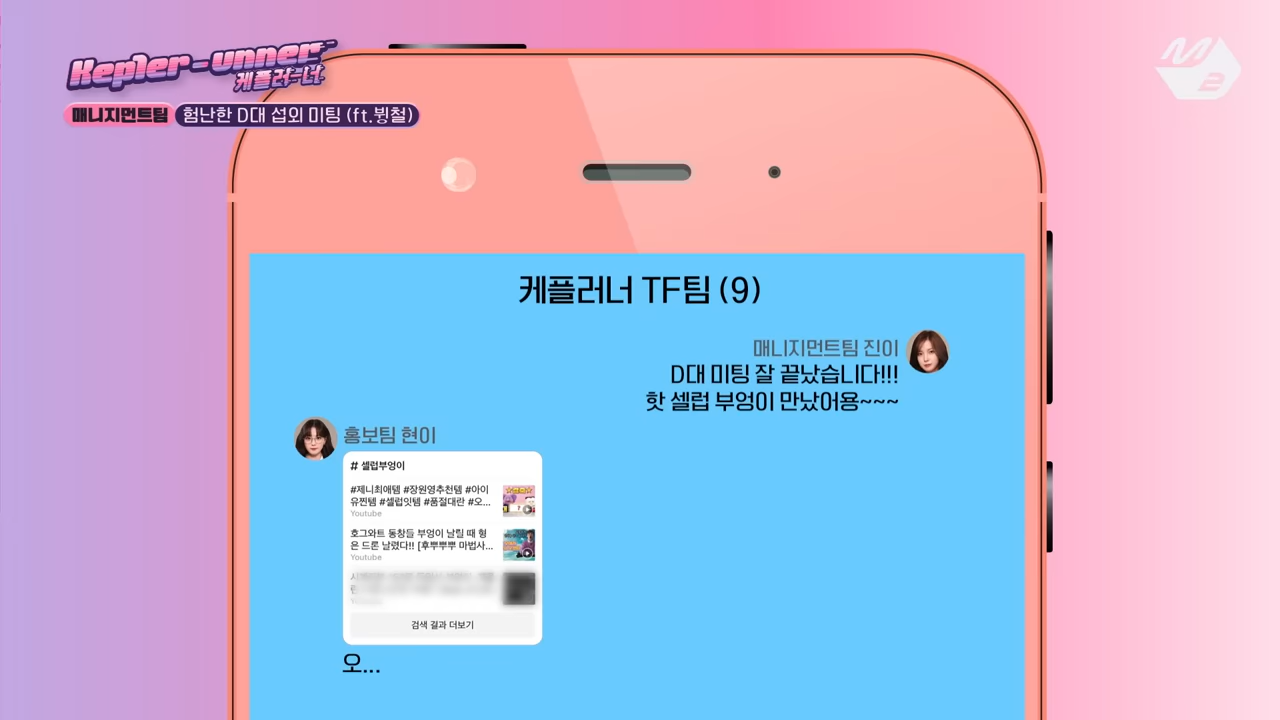 Kepler-unner
케플러-너
M2
매니지먼트팀 험난한 D대 섭외 미팅 (ft.뷩철)
케플러너 TF팀 (9)
매니지먼트팀 진이
D대 미팅 잘 끝났습니다!!!
핫 셀럽 부엉이 만났어용~~~
홍보팀 현이
# 셀럽부엉이
#제니최애템 #장원영추천템 #아이
유찐템 #셀럽잇템 #품절대란 #오...
Youtube
호그와트 동창들 부엉이 날릴 때 형
은 드론 날렸다!! [후뿌뿌뿌 마법사...
Youtube
검색 결과 더보기
오...